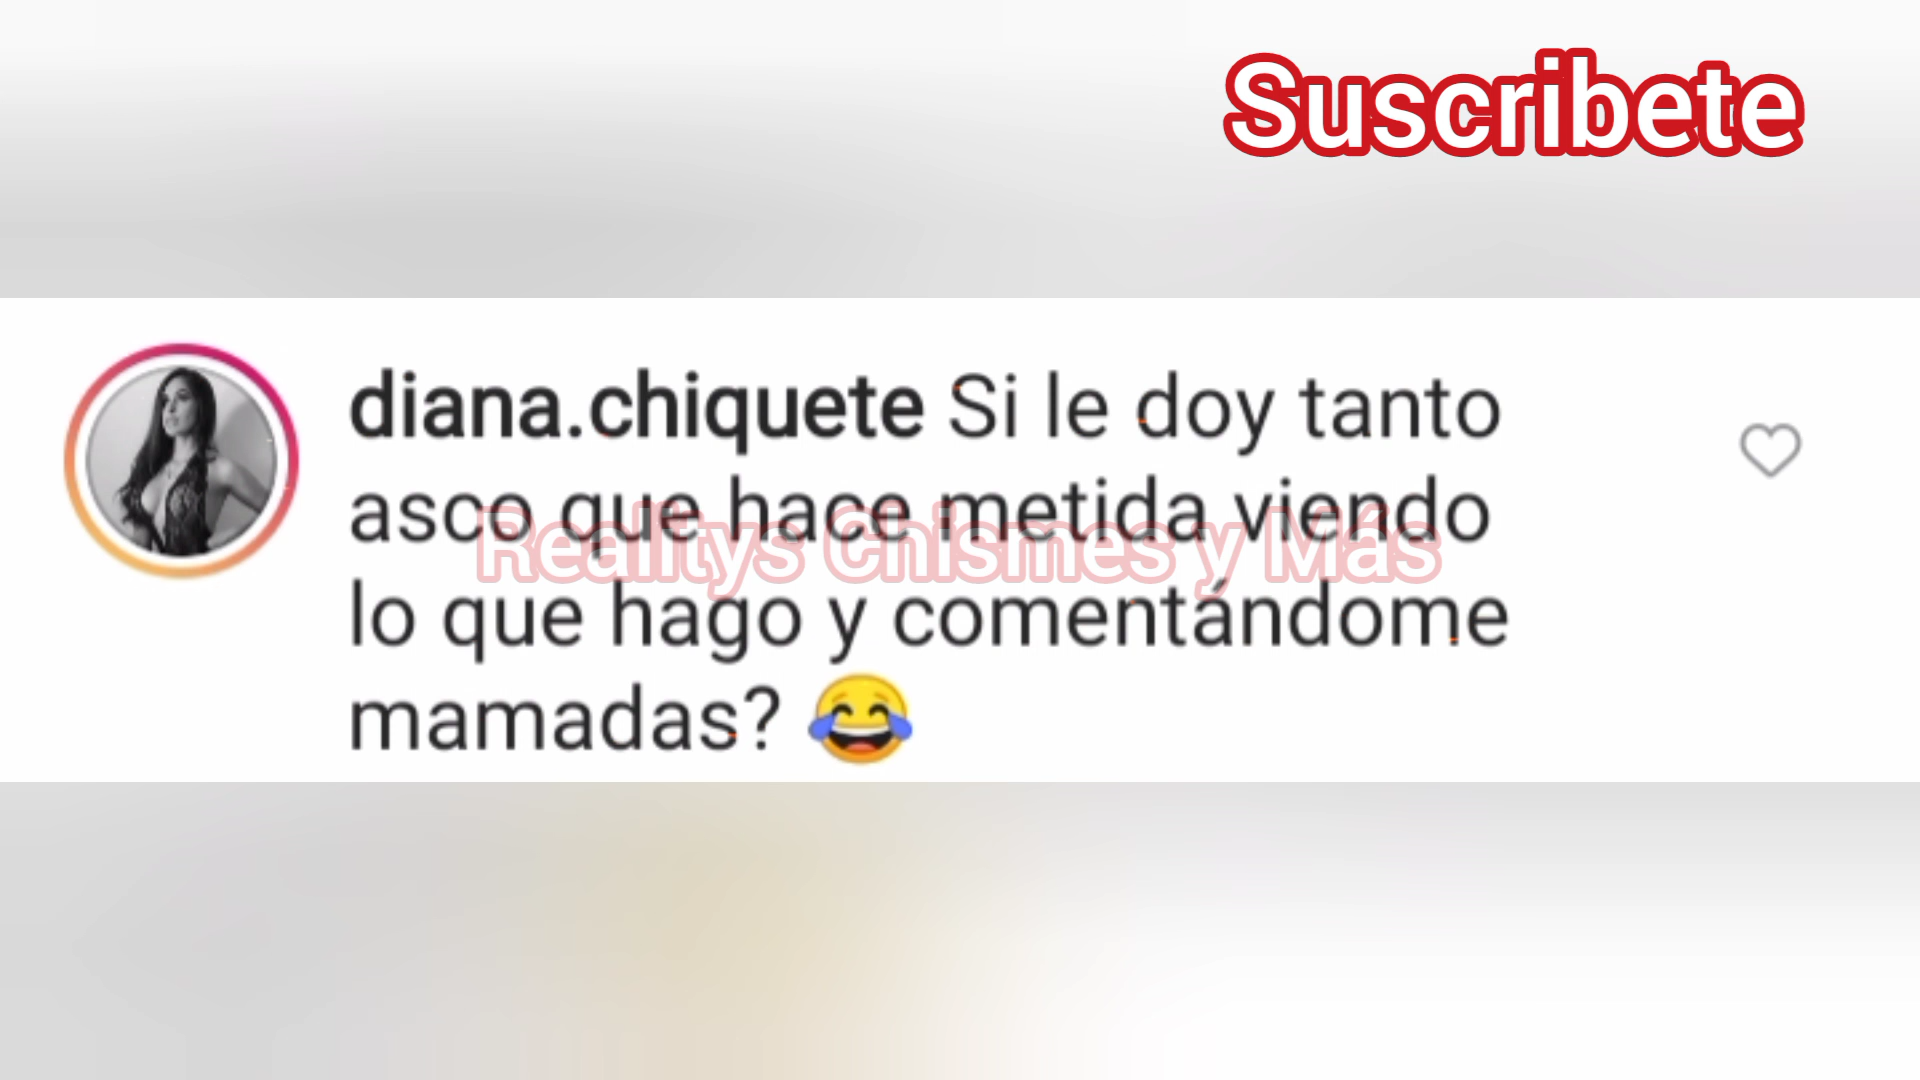 Suscribete
diana.chiquete Si le doy tanto
asco que hace metida viendo
Realitys Chismes y Más
lo que hago y comentándome
mamadas? 😂